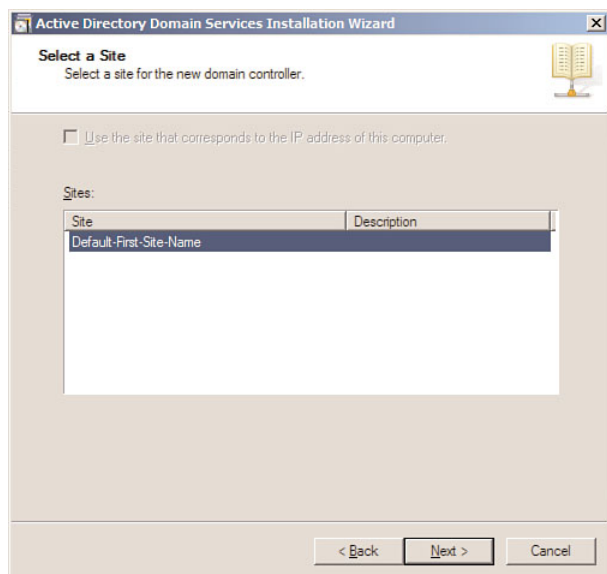 Active Directory Domain Services Installation Wizard
Select a Site
Select a site for the new domain controller.
Use the site that corresponds to the IP address of this computer.
Sites:
Site Description
Default-First-Site-Name
< Back Next > Cancel